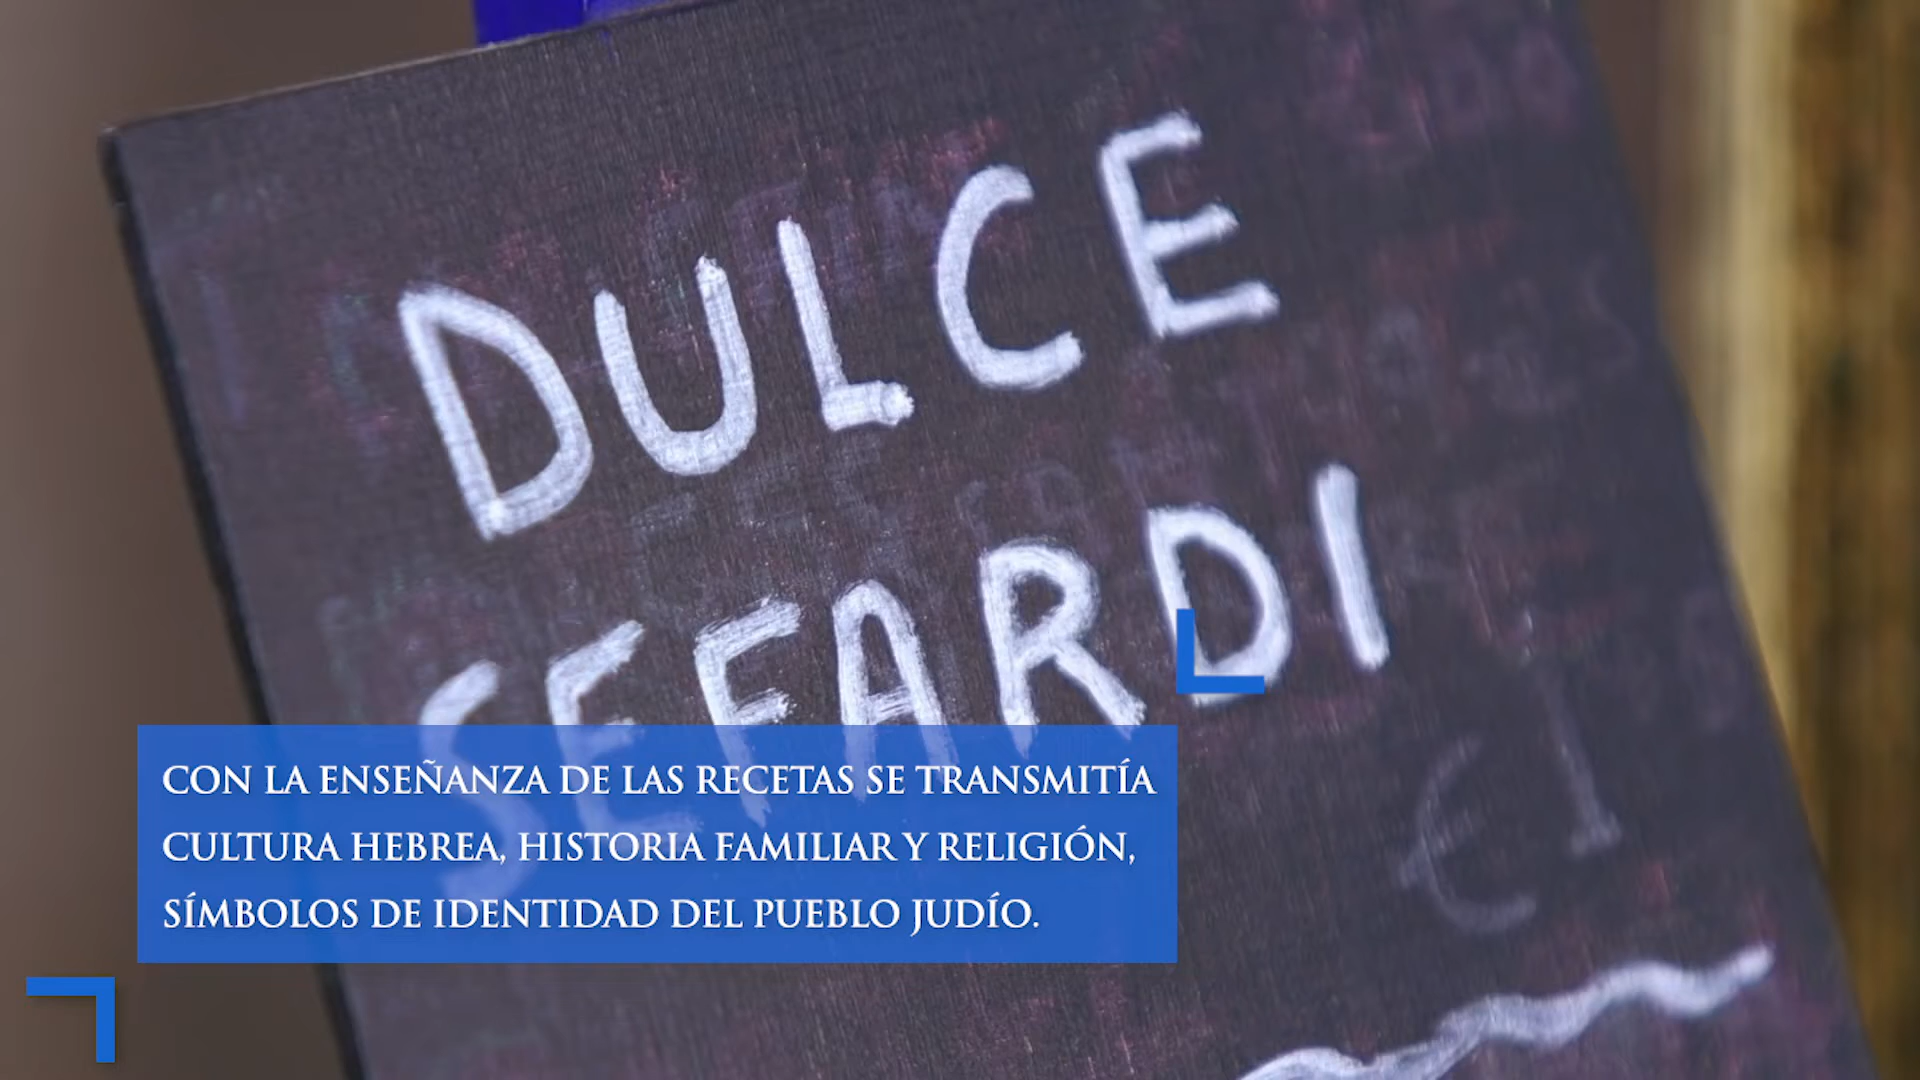 DULCE
SEFARDI
CON LA ENSEÑANZA DE LAS RECETAS SE TRANSMITÍA
CULTURA HEBREA, HISTORIA FAMILIAR Y RELIGIÓN,
SÍMBOLOS DE IDENTIDAD DEL PUEBLO JUDÍO.